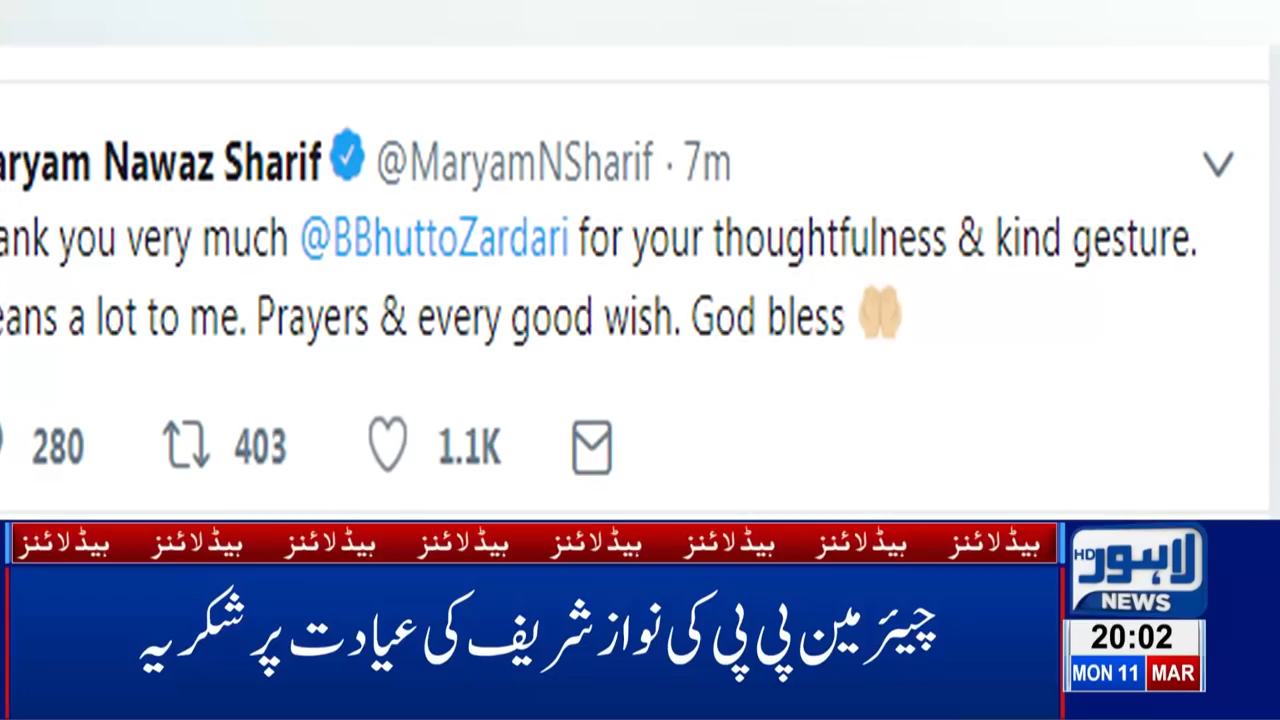 aryam Nawaz Sharif @MaryamNSharif · 7m
ank you very much @BBhuttoZardari for your thoughtfulness & kind gesture.
eans a lot to me. Prayers & every good wish. God bless 🤲🏼
280 403 1.1K
ہیڈلائنز ہیڈلائنز ہیڈلائنز ہیڈلائنز ہیڈلائنز ہیڈلائنز ہیڈلائنز ہیڈلائنز
چیئرمین پی پی کی نواز شریف کی عیادت پر شکریہ
HD لاہور
NEWS
20:02
MON 11 MAR